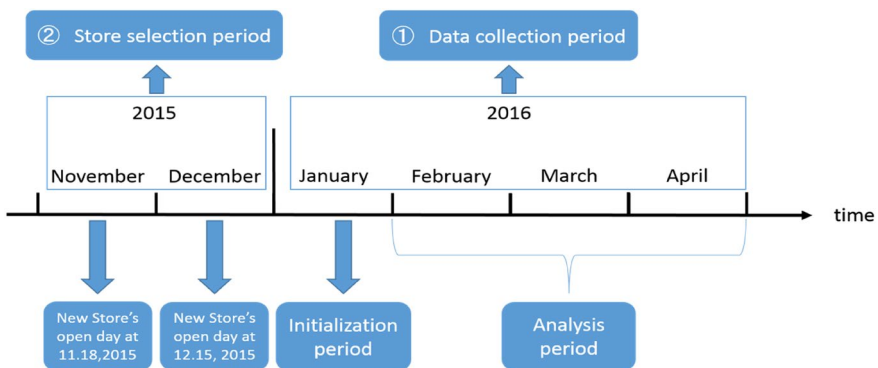 ② Store selection period
① Data collection period
2015
2016
November
December
January
February
March
April
time
New Store's
open day at
11.18,2015
New Store's
open day at
12.15, 2015
Initialization
period
Analysis
period